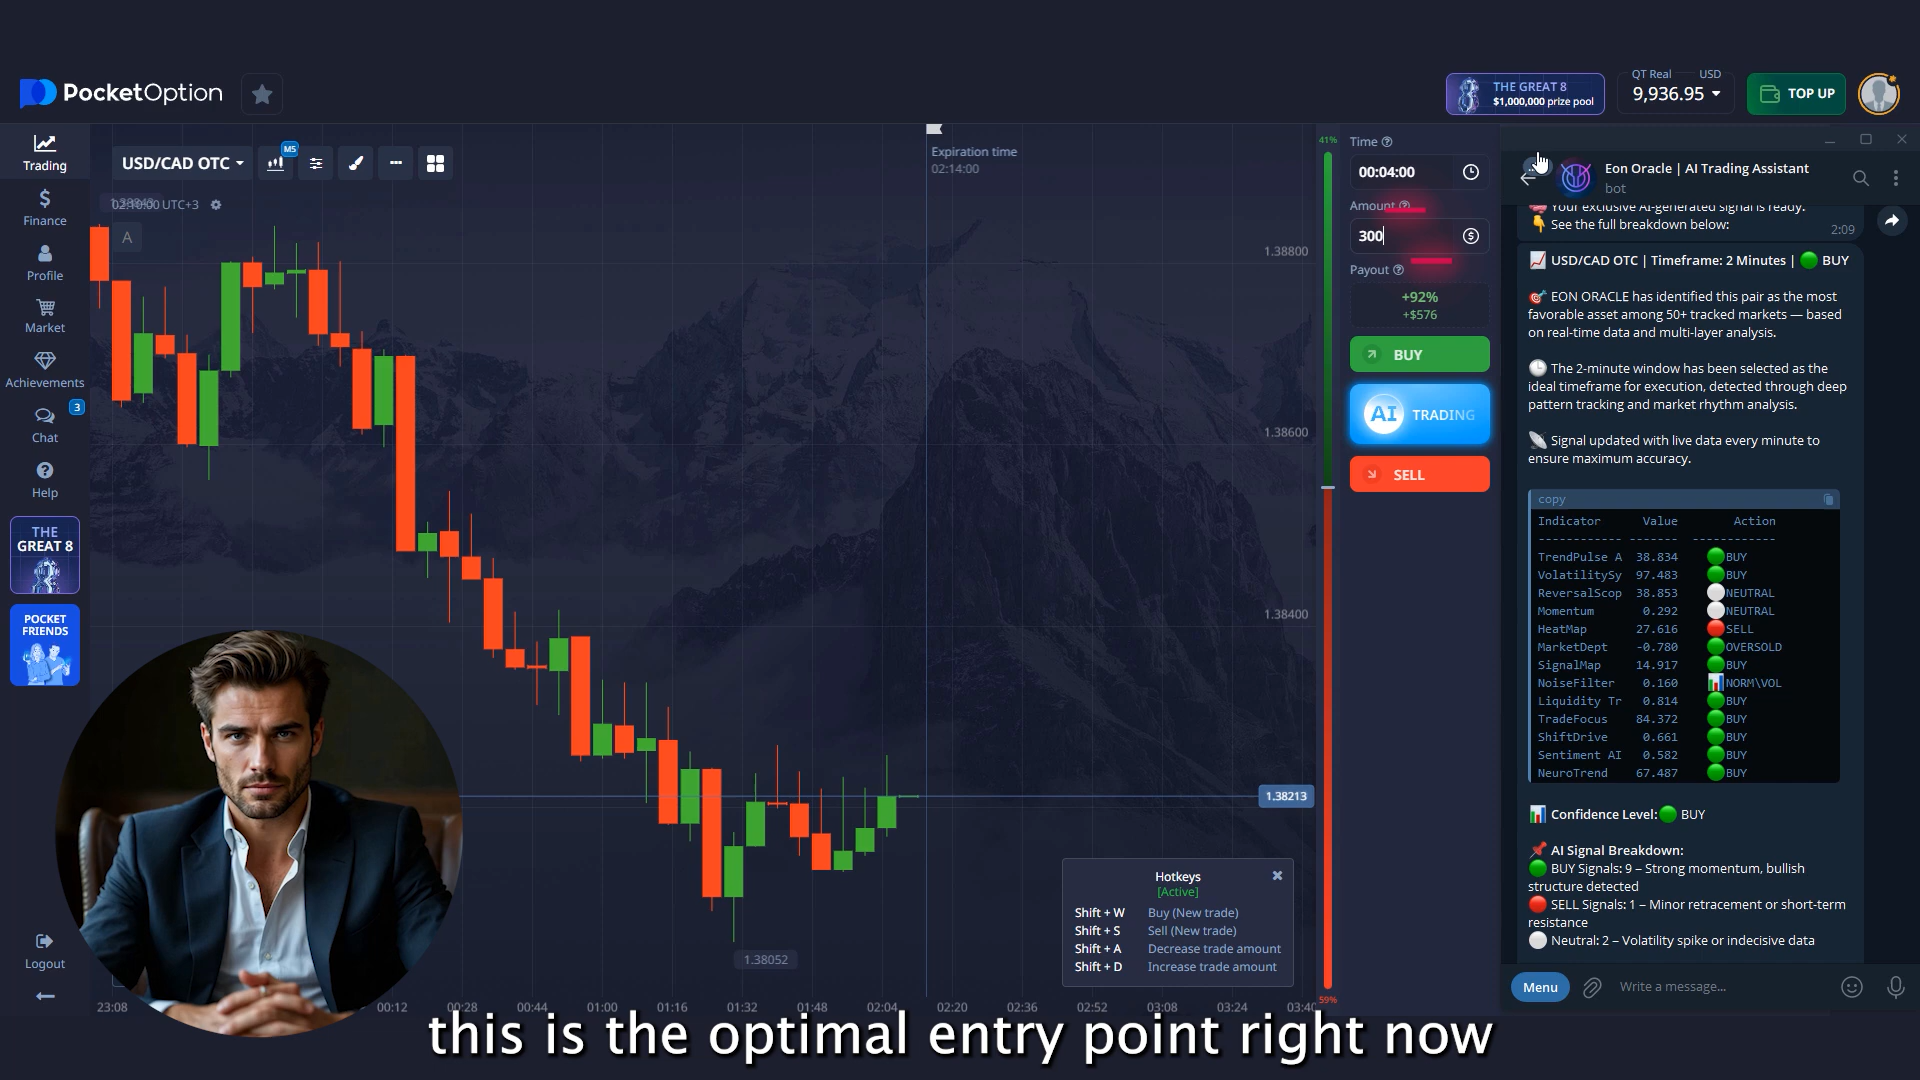 PocketOption
THE GREAT 8
$1,000,000 prize pool
QT Real USD
9,936.95
TOP UP
Trading
Finance
Profile
Market
Achievements
3
Chat
Help
THE
GREAT 8
POCKET
FRIENDS
Logout
USD/CAD OTC
M5
02:10:00 UTC+3
A
Expiration time
02:14:00
1.38800
1.38600
1.38400
1.38213
1.38052
Hotkeys
[Active]
Shift + W Buy (New trade)
Shift + S Sell (New trade)
Shift + A Decrease trade amount
Shift + D Increase trade amount
23:08 00:12 00:28 00:44 01:00 01:16 01:32 01:48 02:04 02:20 02:36 02:52 03:08 03:24 03:40
41%
59%
Time
00:04:00
Amount
300
$
Payout
+92%
+$576
BUY
AI TRADING
SELL
Eon Oracle | AI Trading Assistant
bot
Your exclusive AI-generated signal is ready.
See the full breakdown below:
2:09
USD/CAD OTC | Timeframe: 2 Minutes | BUY
EON ORACLE has identified this pair as the most
favorable asset among 50+ tracked markets — based
on real-time data and multi-layer analysis.
The 2-minute window has been selected as the
ideal timeframe for execution, detected through deep
pattern tracking and market rhythm analysis.
Signal updated with live data every minute to
ensure maximum accuracy.
copy
Indicator Value Action
------------ ------- ------------
TrendPulse A 38.834 BUY
VolatilitySy 97.483 BUY
ReversalScop 38.853 NEUTRAL
Momentum 0.292 NEUTRAL
HeatMap 27.616 SELL
MarketDept -0.780 OVERSOLD
SignalMap 14.917 BUY
NoiseFilter 0.160 NORM\VOL
Liquidity Tr 0.814 BUY
TradeFocus 84.372 BUY
ShiftDrive 0.661 BUY
Sentiment AI 0.582 BUY
NeuroTrend 67.487 BUY
Confidence Level: BUY
AI Signal Breakdown:
BUY Signals: 9 – Strong momentum, bullish
structure detected
SELL Signals: 1 – Minor retracement or short-term
resistance
Neutral: 2 – Volatility spike or indecisive data
Menu
Write a message...
this is the optimal entry point right now